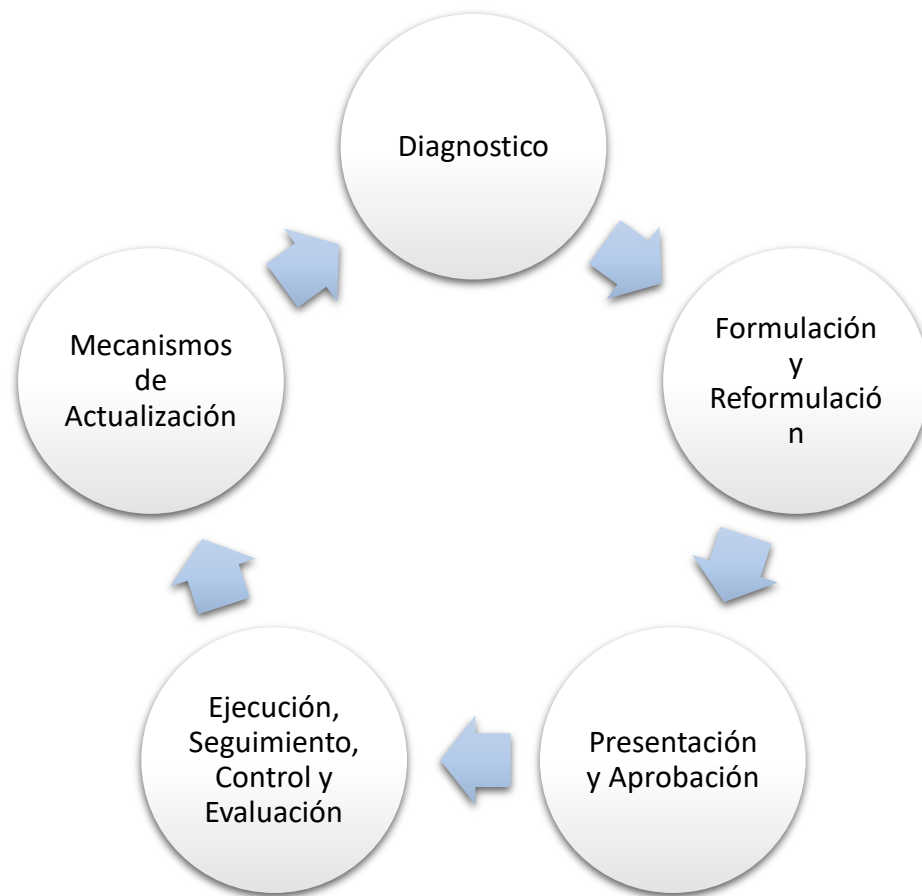 Diagnostico
Formulación
y
Reformulació
n
Presentación
y Aprobación
Ejecución,
Seguimiento,
Control y
Evaluación
Mecanismos
de
Actualización